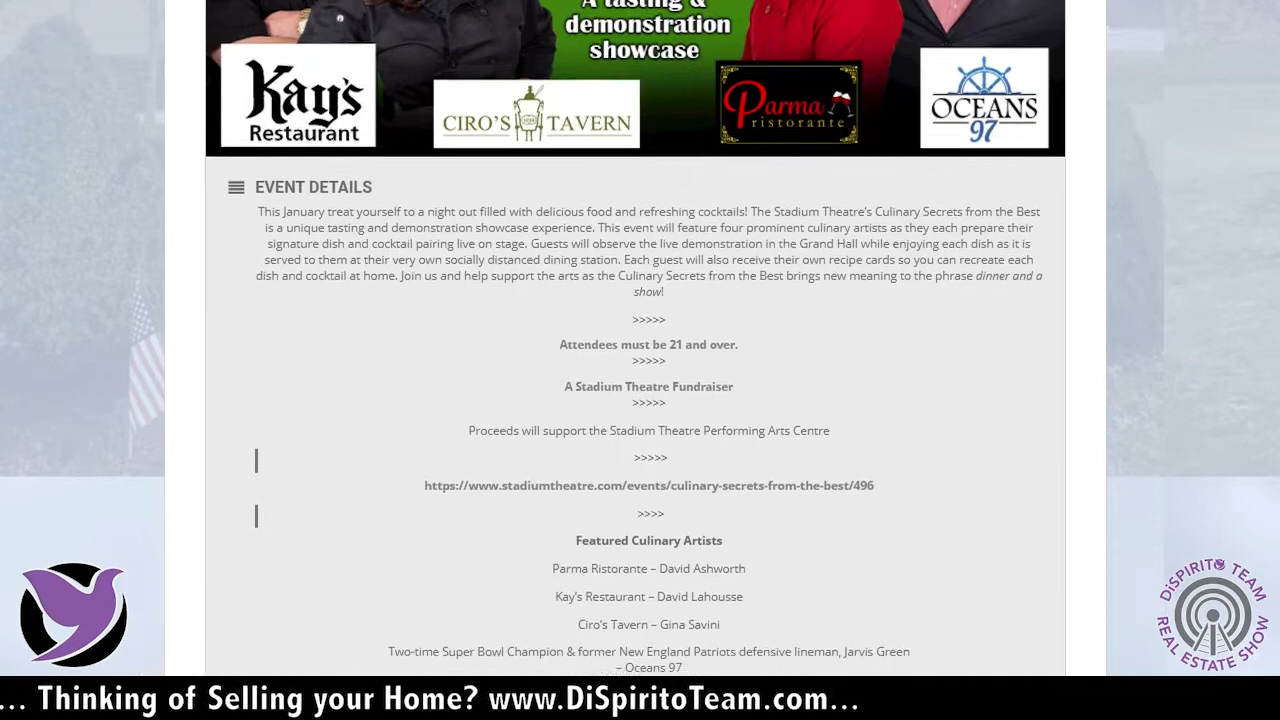 A tasting &
demonstration
showcase
Kay's
Restaurant
CIRO'S TAVERN
Parma
ristorante
OCEANS
97
EVENT DETAILS
This January treat yourself to a night out filled with delicious food and refreshing cocktails! The Stadium Theatre's Culinary Secrets from the Best
is a unique tasting and demonstration showcase experience. This event will feature four prominent culinary artists as they each prepare their
signature dish and cocktail pairing live on stage. Guests will observe the live demonstration in the Grand Hall while enjoying each dish as it is
served to them at their very own socially distanced dining station. Each guest will also receive their own recipe cards so you can recreate each
dish and cocktail at home. Join us and help support the arts as the Culinary Secrets from the Best brings new meaning to the phrase dinner and a
show!
>>>>>
Attendees must be 21 and over.
>>>>>
A Stadium Theatre Fundraiser
>>>>>
Proceeds will support the Stadium Theatre Performing Arts Centre
>>>>>
https://www.stadiumtheatre.com/events/culinary-secrets-from-the-best/496
>>>>
Featured Culinary Artists
Parma Ristorante – David Ashworth
Kay's Restaurant – David Lahousse
Ciro's Tavern – Gina Savini
Two-time Super Bowl Champion & former New England Patriots defensive lineman, Jarvis Green
– Oceans 97
DiSPIRITO TEAM
REAL ESTATE SHOW
... Thinking of Selling your Home? www.DiSpiritoTeam.com...